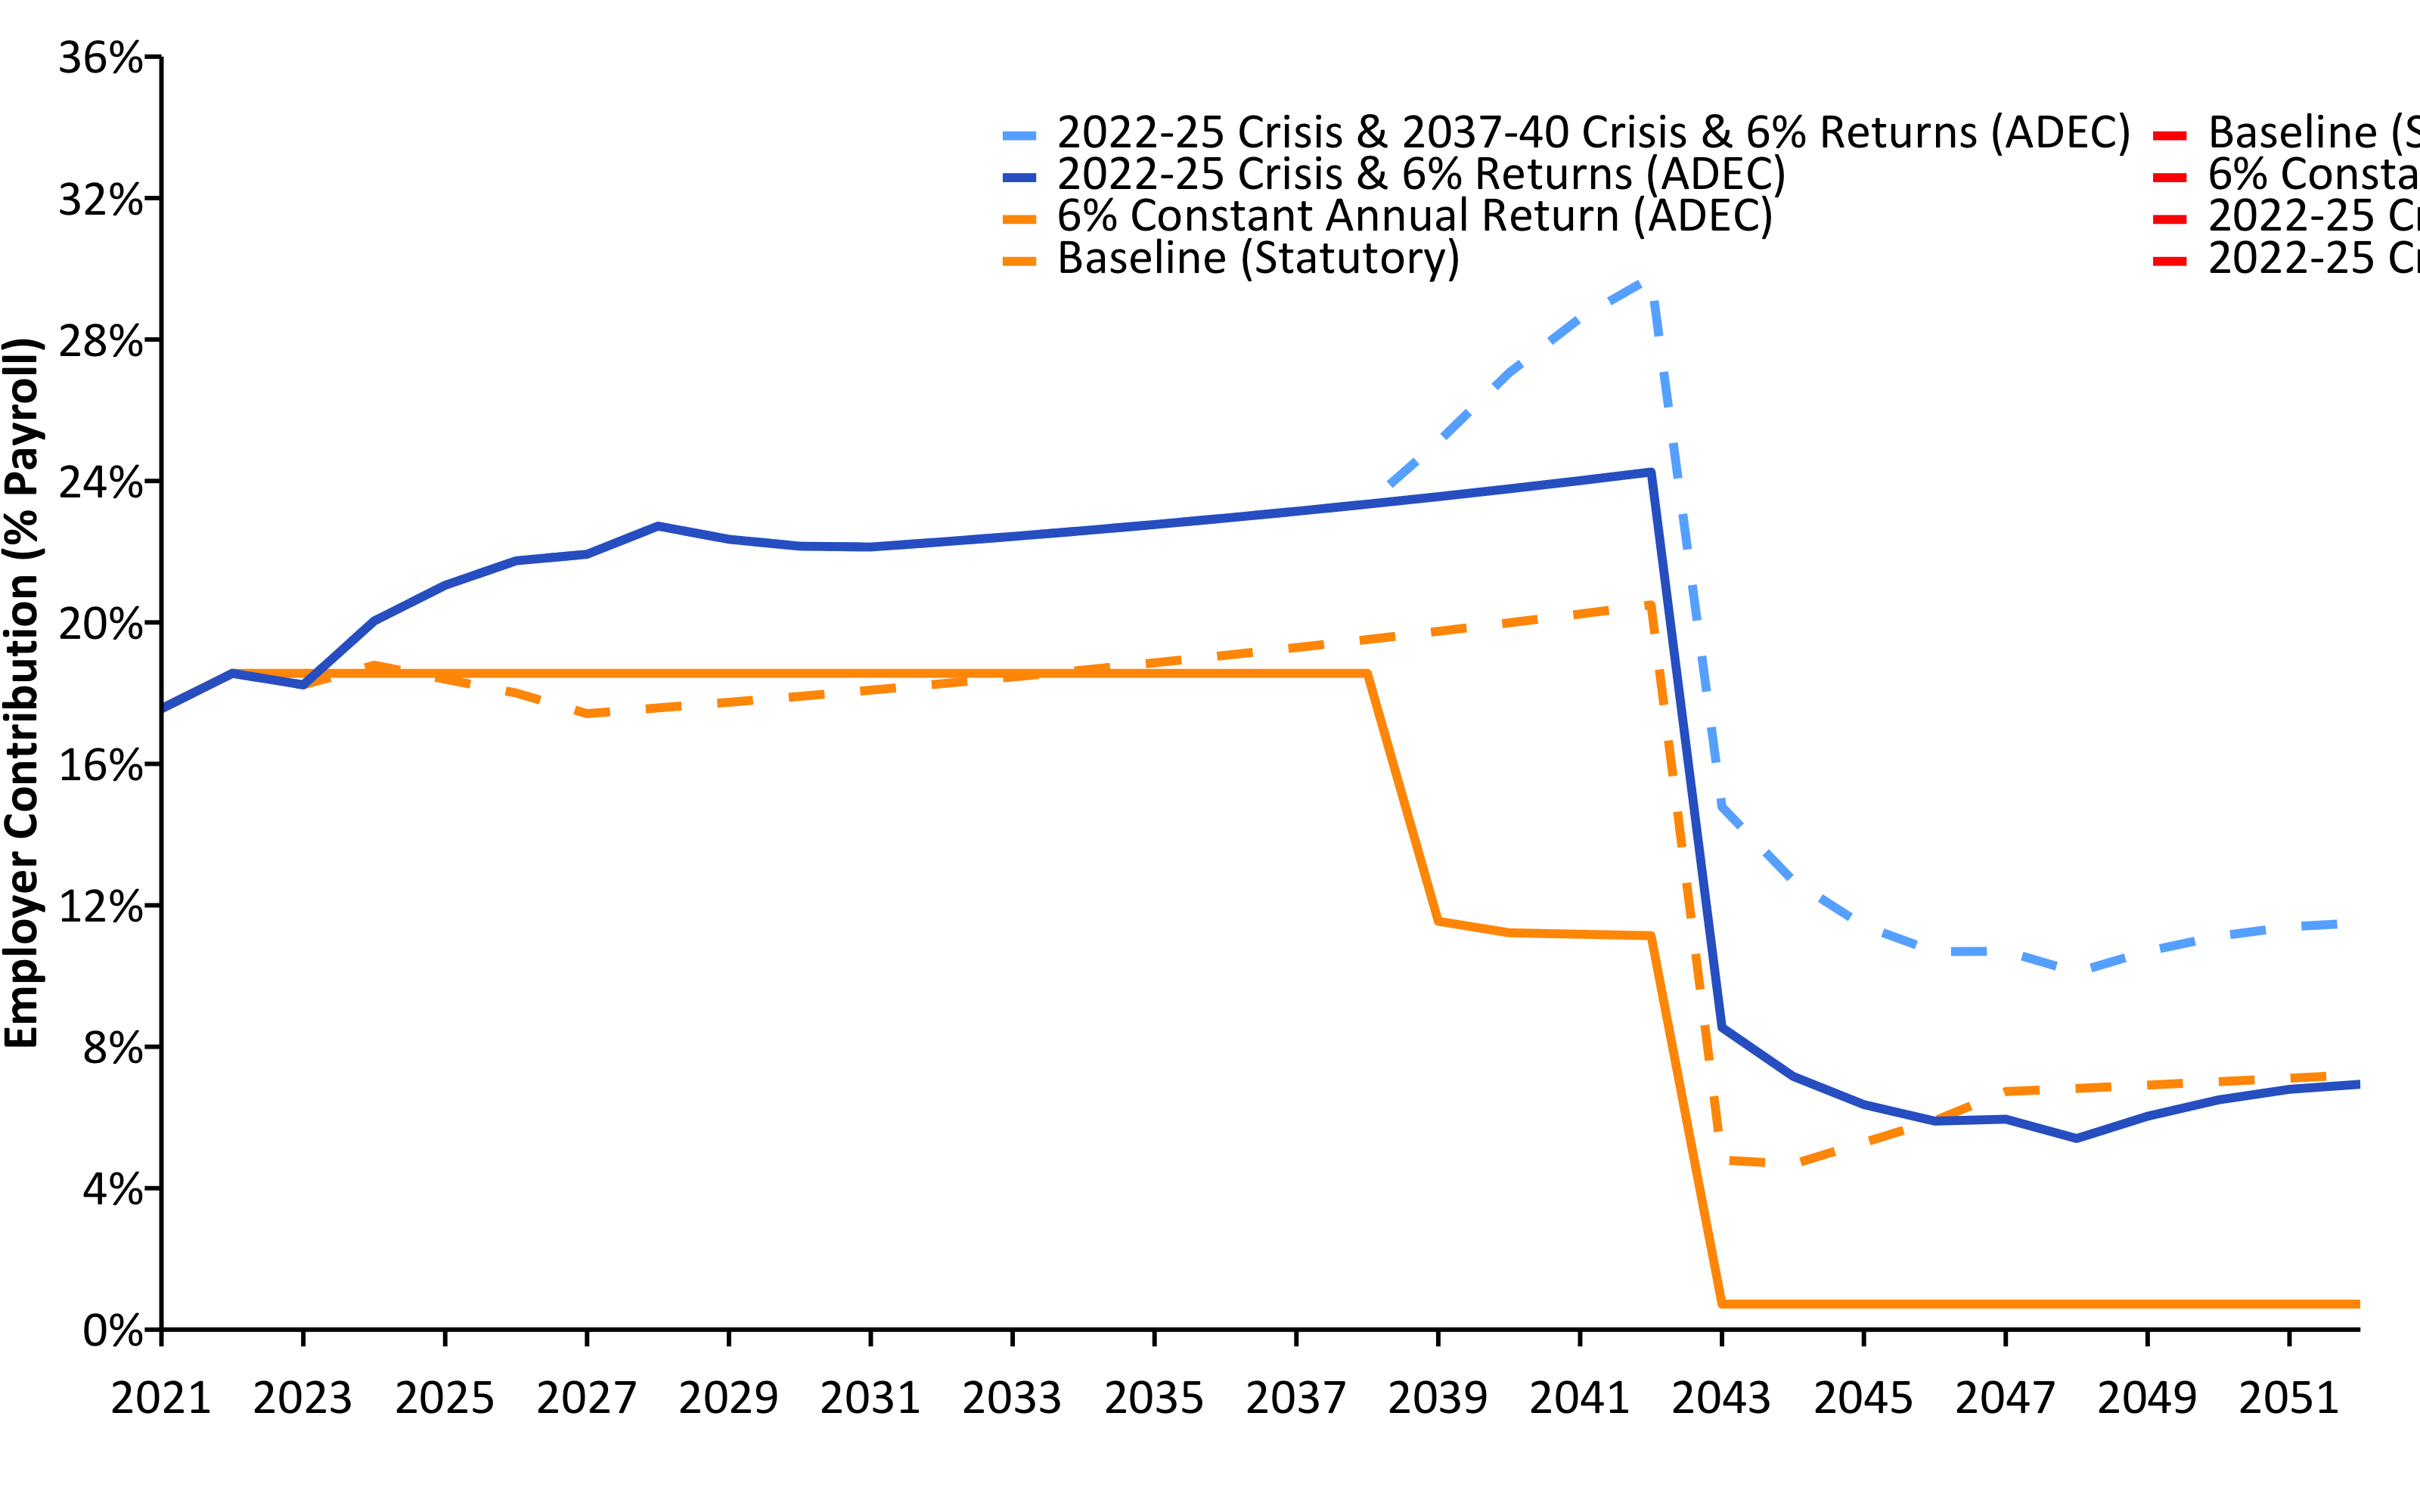 36%
32%
28%
24%
20%
16%
12%
8%
4%
0%
Employer Contribution (% Payroll)
2022-25 Crisis & 2037-40 Crisis & 6% Returns (ADEC)
2022-25 Crisis & 6% Returns (ADEC)
6% Constant Annual Return (ADEC)
Baseline (Statutory)
Baseline (S
6% Consta
2022-25 Cr
2022-25 Cr
2021 2023 2025 2027 2029 2031 2033 2035 2037 2039 2041 2043 2045 2047 2049 2051